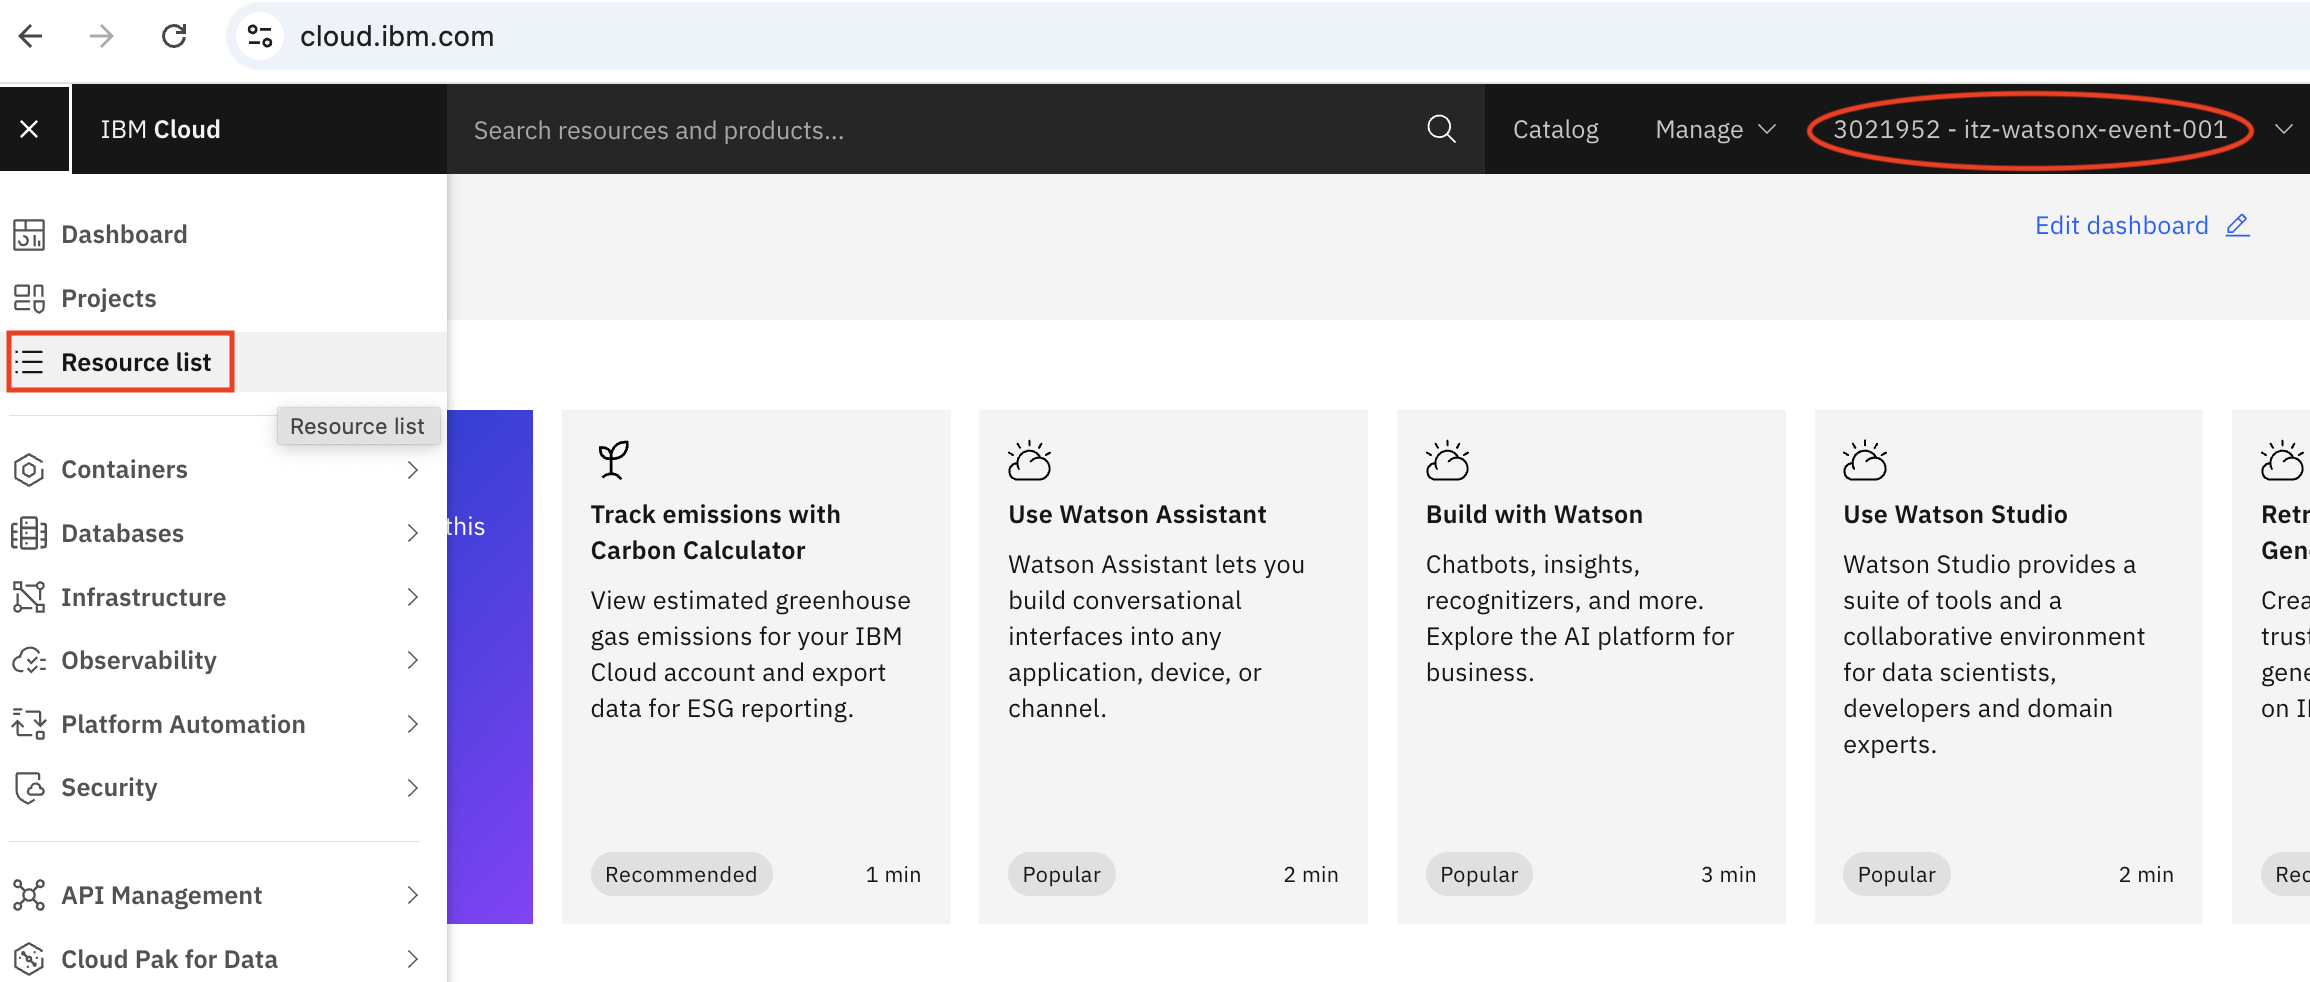 cloud.ibm.com
IBM Cloud
Search resources and products...
Catalog
Manage
3021952 - itz-watsonx-event-001
Dashboard
Projects
Resource list
Resource list
Containers
Databases
Infrastructure
Observability
Platform Automation
Security
API Management
Cloud Pak for Data
Edit dashboard
this
Track emissions with
Carbon Calculator
View estimated greenhouse
gas emissions for your IBM
Cloud account and export
data for ESG reporting.
Recommended
1 min
Use Watson Assistant
Watson Assistant lets you
build conversational
interfaces into any
application, device, or
channel.
Popular
2 min
Build with Watson
Chatbots, insights,
recognitizers, and more.
Explore the AI platform for
business.
Popular
3 min
Use Watson Studio
Watson Studio provides a
suite of tools and a
collaborative environment
for data scientists,
developers and domain
experts.
Popular
2 min
Retr
Gen
Crea
trust
gene
on I
Rec